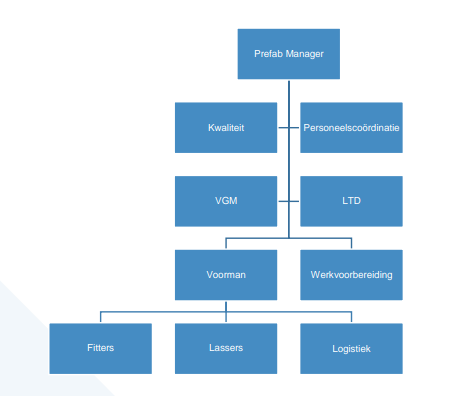 Prefab Manager
Kwaliteit
Personeelscoördinatie
VGM
LTD
Voorman
Werkvoorbereiding
Fitters
Lassers
Logistiek